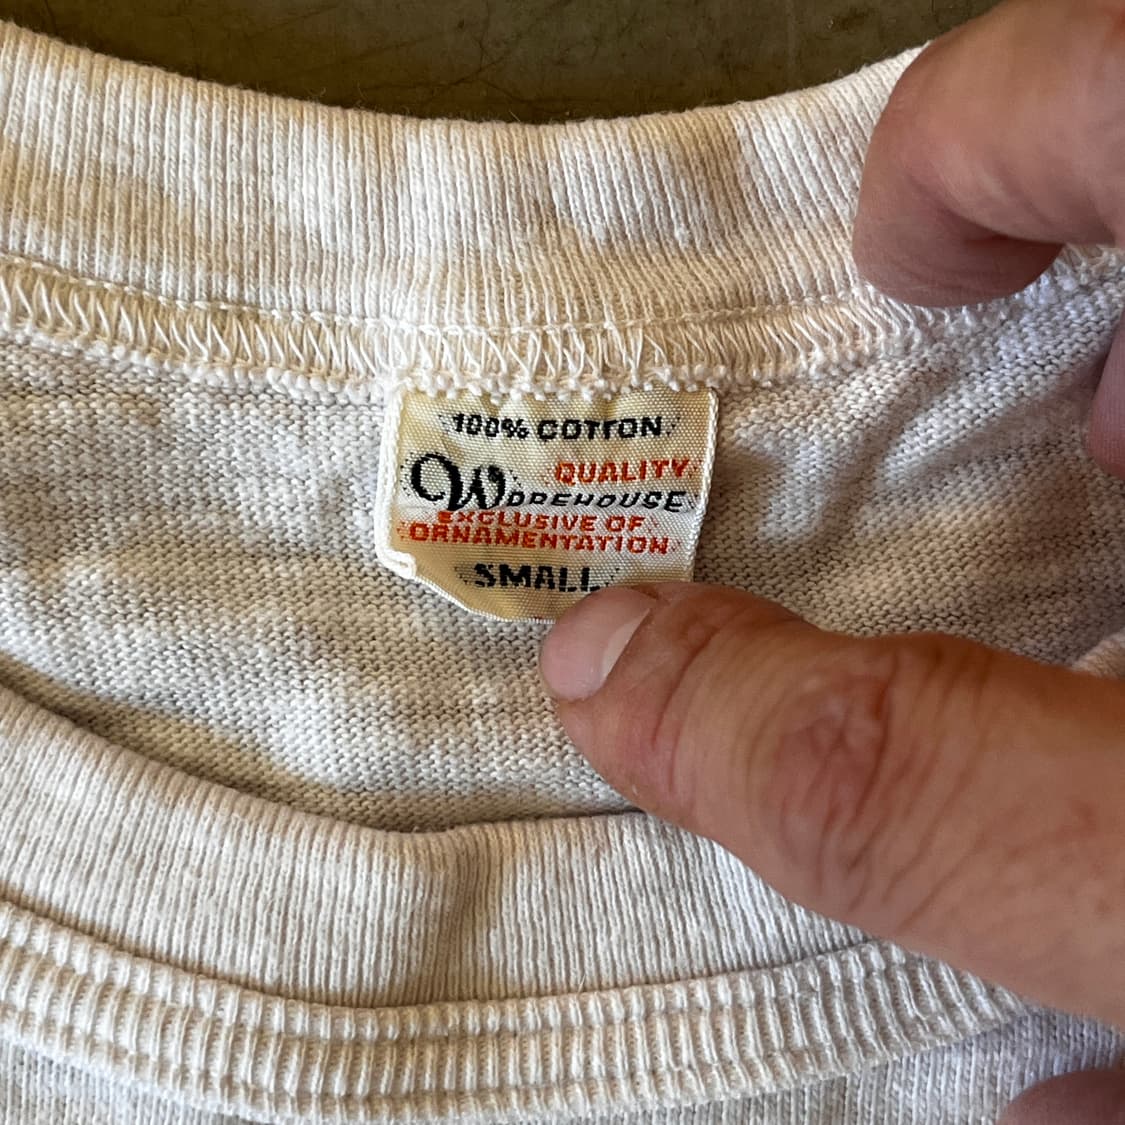 100% COTTON
QUALITY
WAREHOUSE
EXCLUSIVE OF
ORNAMENTATION
SMALL